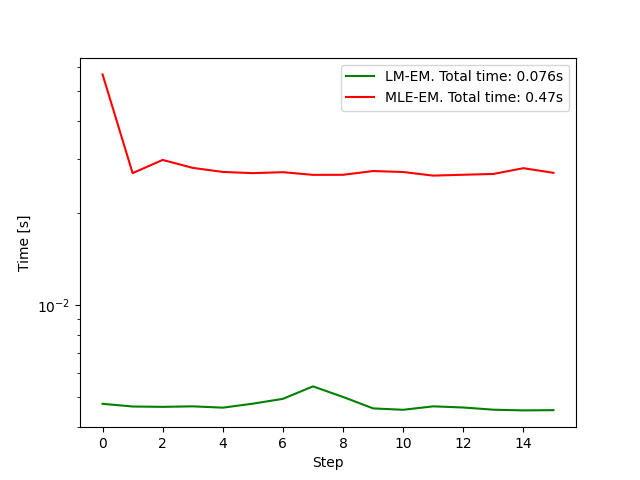 LM-EM. Total time: 0.076s
MLE-EM. Total time: 0.47s
Time [s]
10⁻²
0 2 4 6 8 10 12 14
Step